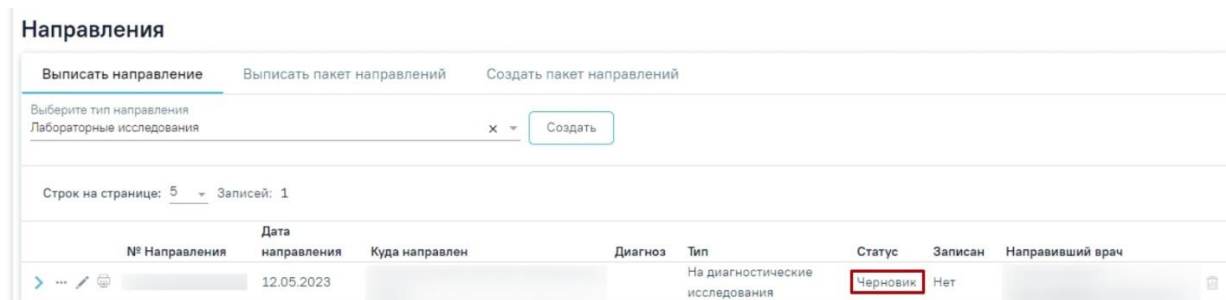 Направления
Выписать направление Выписать пакет направлений Создать пакет направлений
Выберите тип направления
Лабораторные исследования × Создать
Строк на странице: 5 Записей: 1
№ Направления Дата направления Куда направлен Диагноз Тип Статус Записан Направивший врач
12.05.2023 На диагностические исследования Черновик Нет